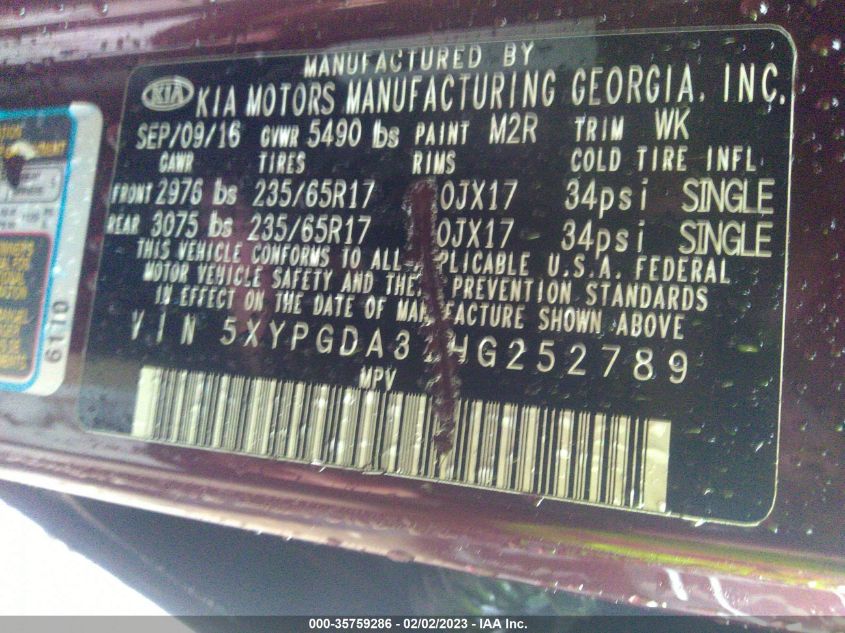 MANUFACTURED BY
KIA KIA MOTORS MANUFACTURING GEORGIA, INC.
SEP/09/16 GVWR 5490 lbs PAINT M2R TRIM WK
GAWR TIRES RIMS COLD TIRE INFL
FRONT 2976 lbs 235/65R17 0JX17 34psi SINGLE
REAR 3075 lbs 235/65R17 0JX17 34psi SINGLE
THIS VEHICLE CONFORMS TO ALL APPLICABLE U.S.A. FEDERAL
MOTOR VEHICLE SAFETY AND THEFT PREVENTION STANDARDS
IN EFFECT ON THE DATE OF MANUFACTURE SHOWN ABOVE
VIN 5XYPGDA3 HG252789
MPV
6110
000-35759286 - 02/02/2023 - IAA Inc.